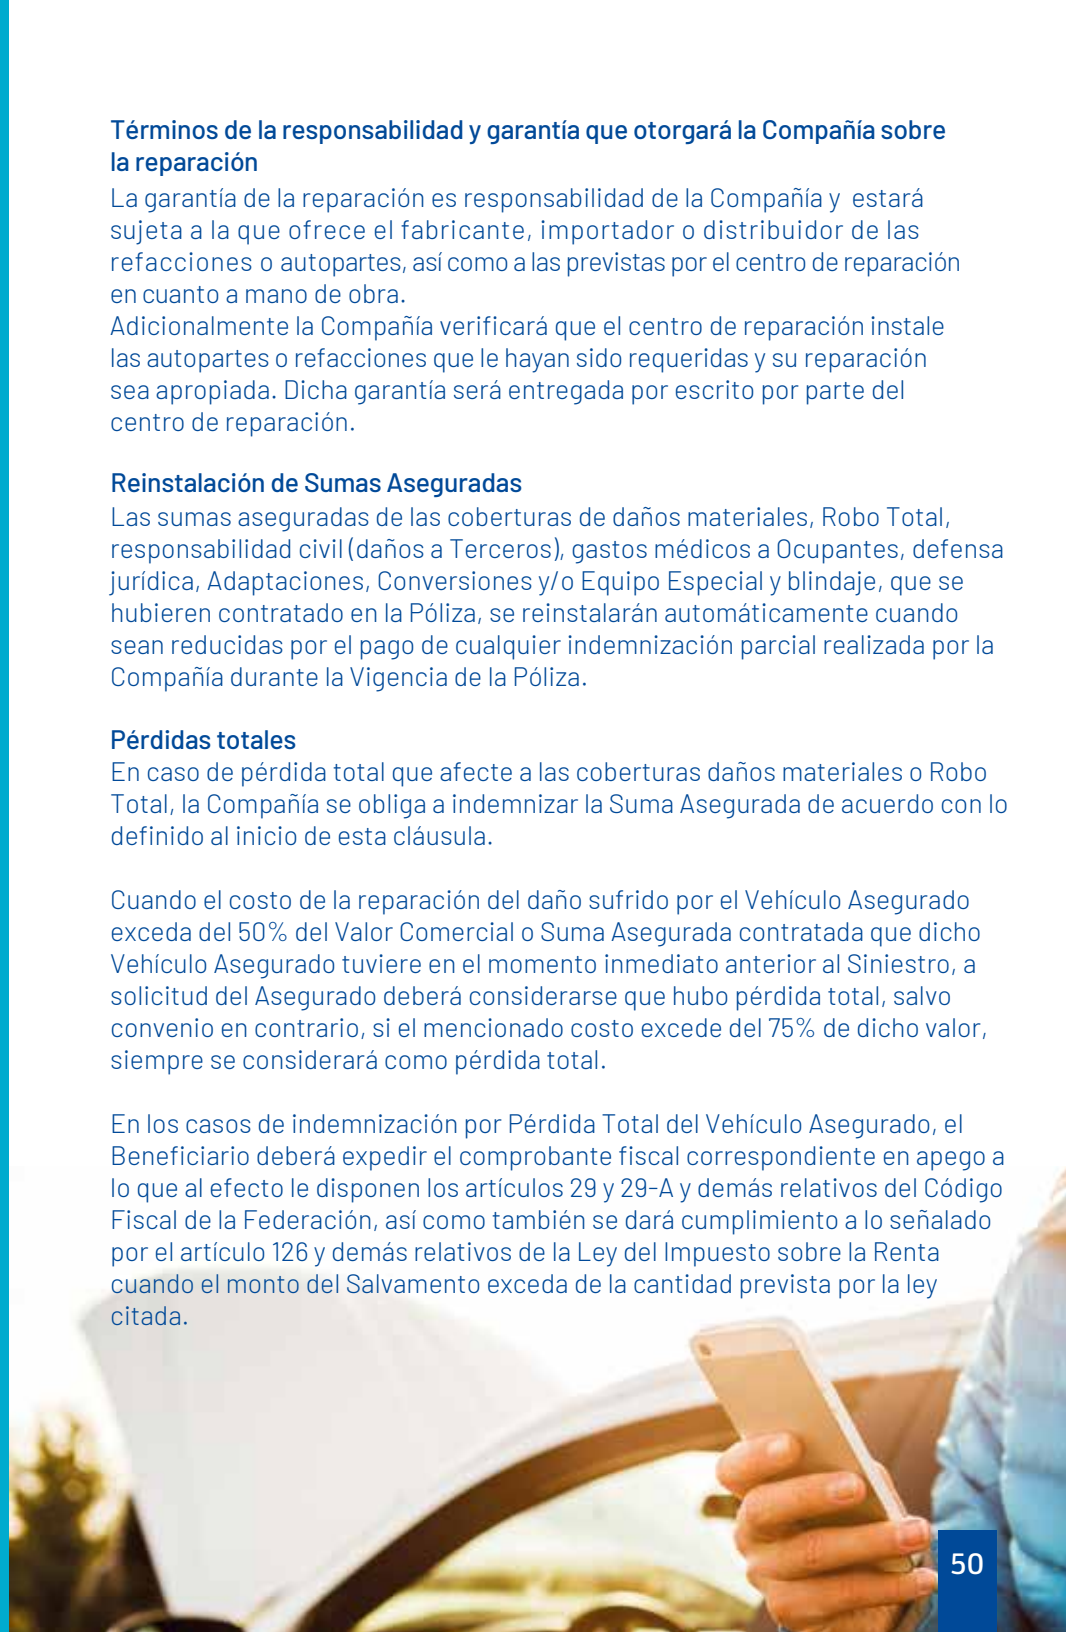 Términos de la responsabilidad y garantía que otorgará la Compañía sobre
la reparación
La garantía de la reparación es responsabilidad de la Compañía y estará
sujeta a la que ofrece el fabricante, importador o distribuidor de las
refacciones o autopartes, así como a las previstas por el centro de reparación
en cuanto a mano de obra.
Adicionalmente la Compañía verificará que el centro de reparación instale
las autopartes o refacciones que le hayan sido requeridas y su reparación
sea apropiada. Dicha garantía será entregada por escrito por parte del
centro de reparación.
Reinstalación de Sumas Aseguradas
Las sumas aseguradas de las coberturas de daños materiales, Robo Total,
responsabilidad civil (daños a Terceros), gastos médicos a Ocupantes, defensa
jurídica, Adaptaciones, Conversiones y/o Equipo Especial y blindaje, que se
hubieren contratado en la Póliza, se reinstalarán automáticamente cuando
sean reducidas por el pago de cualquier indemnización parcial realizada por la
Compañía durante la Vigencia de la Póliza.
Pérdidas totales
En caso de pérdida total que afecte a las coberturas daños materiales o Robo
Total, la Compañía se obliga a indemnizar la Suma Asegurada de acuerdo con lo
definido al inicio de esta cláusula.
Cuando el costo de la reparación del daño sufrido por el Vehículo Asegurado
exceda del 50% del Valor Comercial o Suma Asegurada contratada que dicho
Vehículo Asegurado tuviere en el momento inmediato anterior al Siniestro, a
solicitud del Asegurado deberá considerarse que hubo pérdida total, salvo
convenio en contrario, si el mencionado costo excede del 75% de dicho valor,
siempre se considerará como pérdida total.
En los casos de indemnización por Pérdida Total del Vehículo Asegurado, el
Beneficiario deberá expedir el comprobante fiscal correspondiente en apego a
lo que al efecto le disponen los artículos 29 y 29-A y demás relativos del Código
Fiscal de la Federación, así como también se dará cumplimiento a lo señalado
por el artículo 126 y demás relativos de la Ley del Impuesto sobre la Renta
cuando el monto del Salvamento exceda de la cantidad prevista por la ley
citada.
50